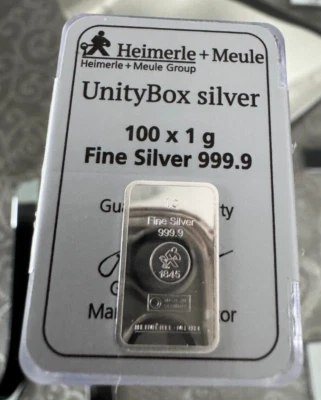 Heimerle + Meule
Heimerle + Meule Group
UnityBox silver
100 x 1 g
Fine Silver 999.9
Fine Silver
999.9
1845